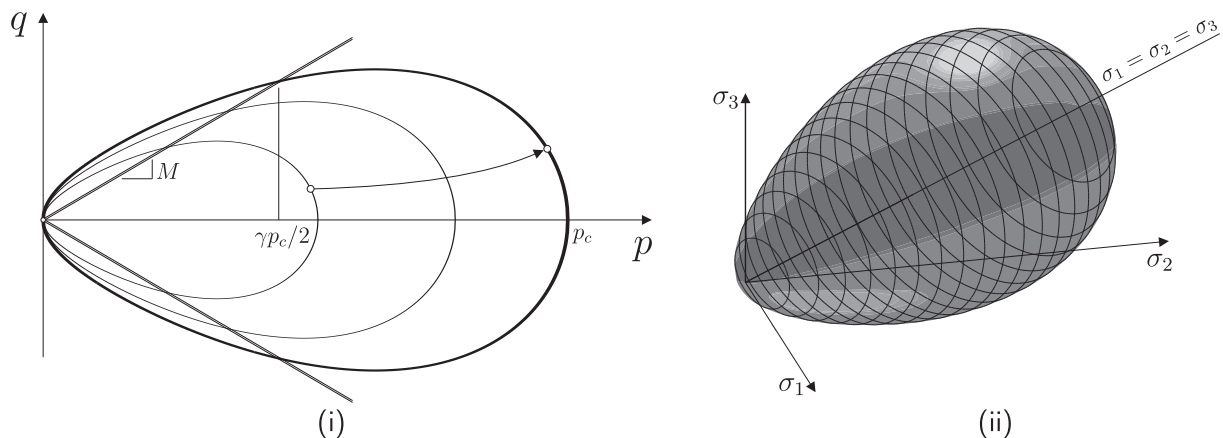 q
M
γp_c/2
p_c
p
(i)
σ_1 = σ_2 = σ_3
σ_3
σ_2
σ_1
(ii)